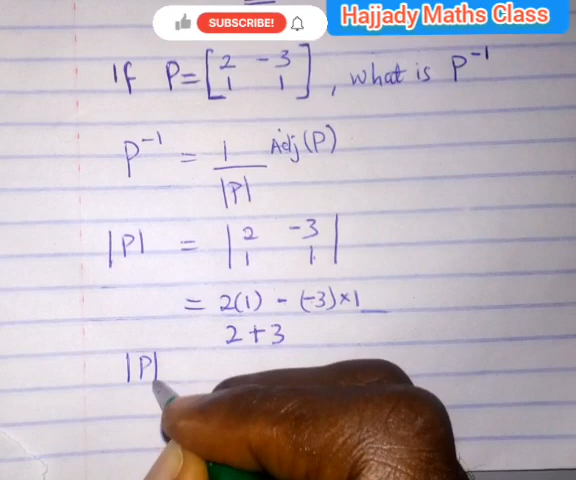 SUBSCRIBE!
Hajjady Maths Class
If P = [2 -3
1 1], what is P⁻¹
P⁻¹ = 1/|P| Adj(P)
|P| = |2 -3
1 1|
= 2(1) - (-3)×1
2+3
|P|